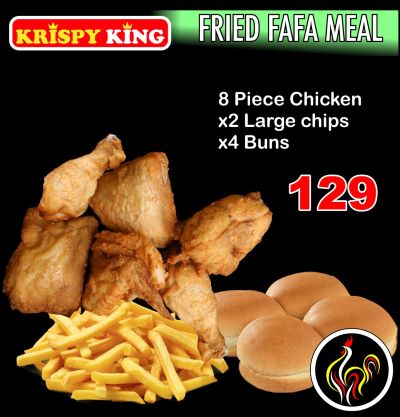 KRISPY KING
FRIED FAFA MEAL
8 Piece Chicken
x2 Large chips
x4 Buns
129